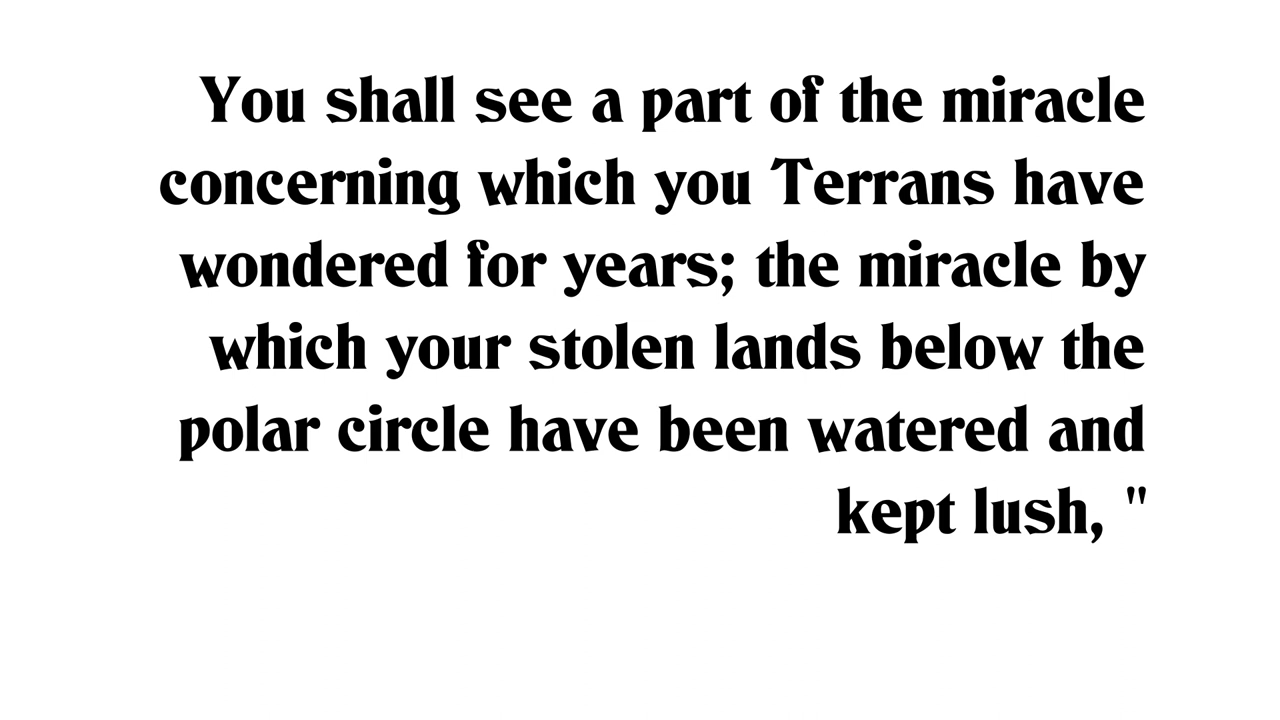 You shall see a part of the miracle
concerning which you Terrans have
wondered for years; the miracle by
which your stolen lands below the
polar circle have been watered and
kept lush, "